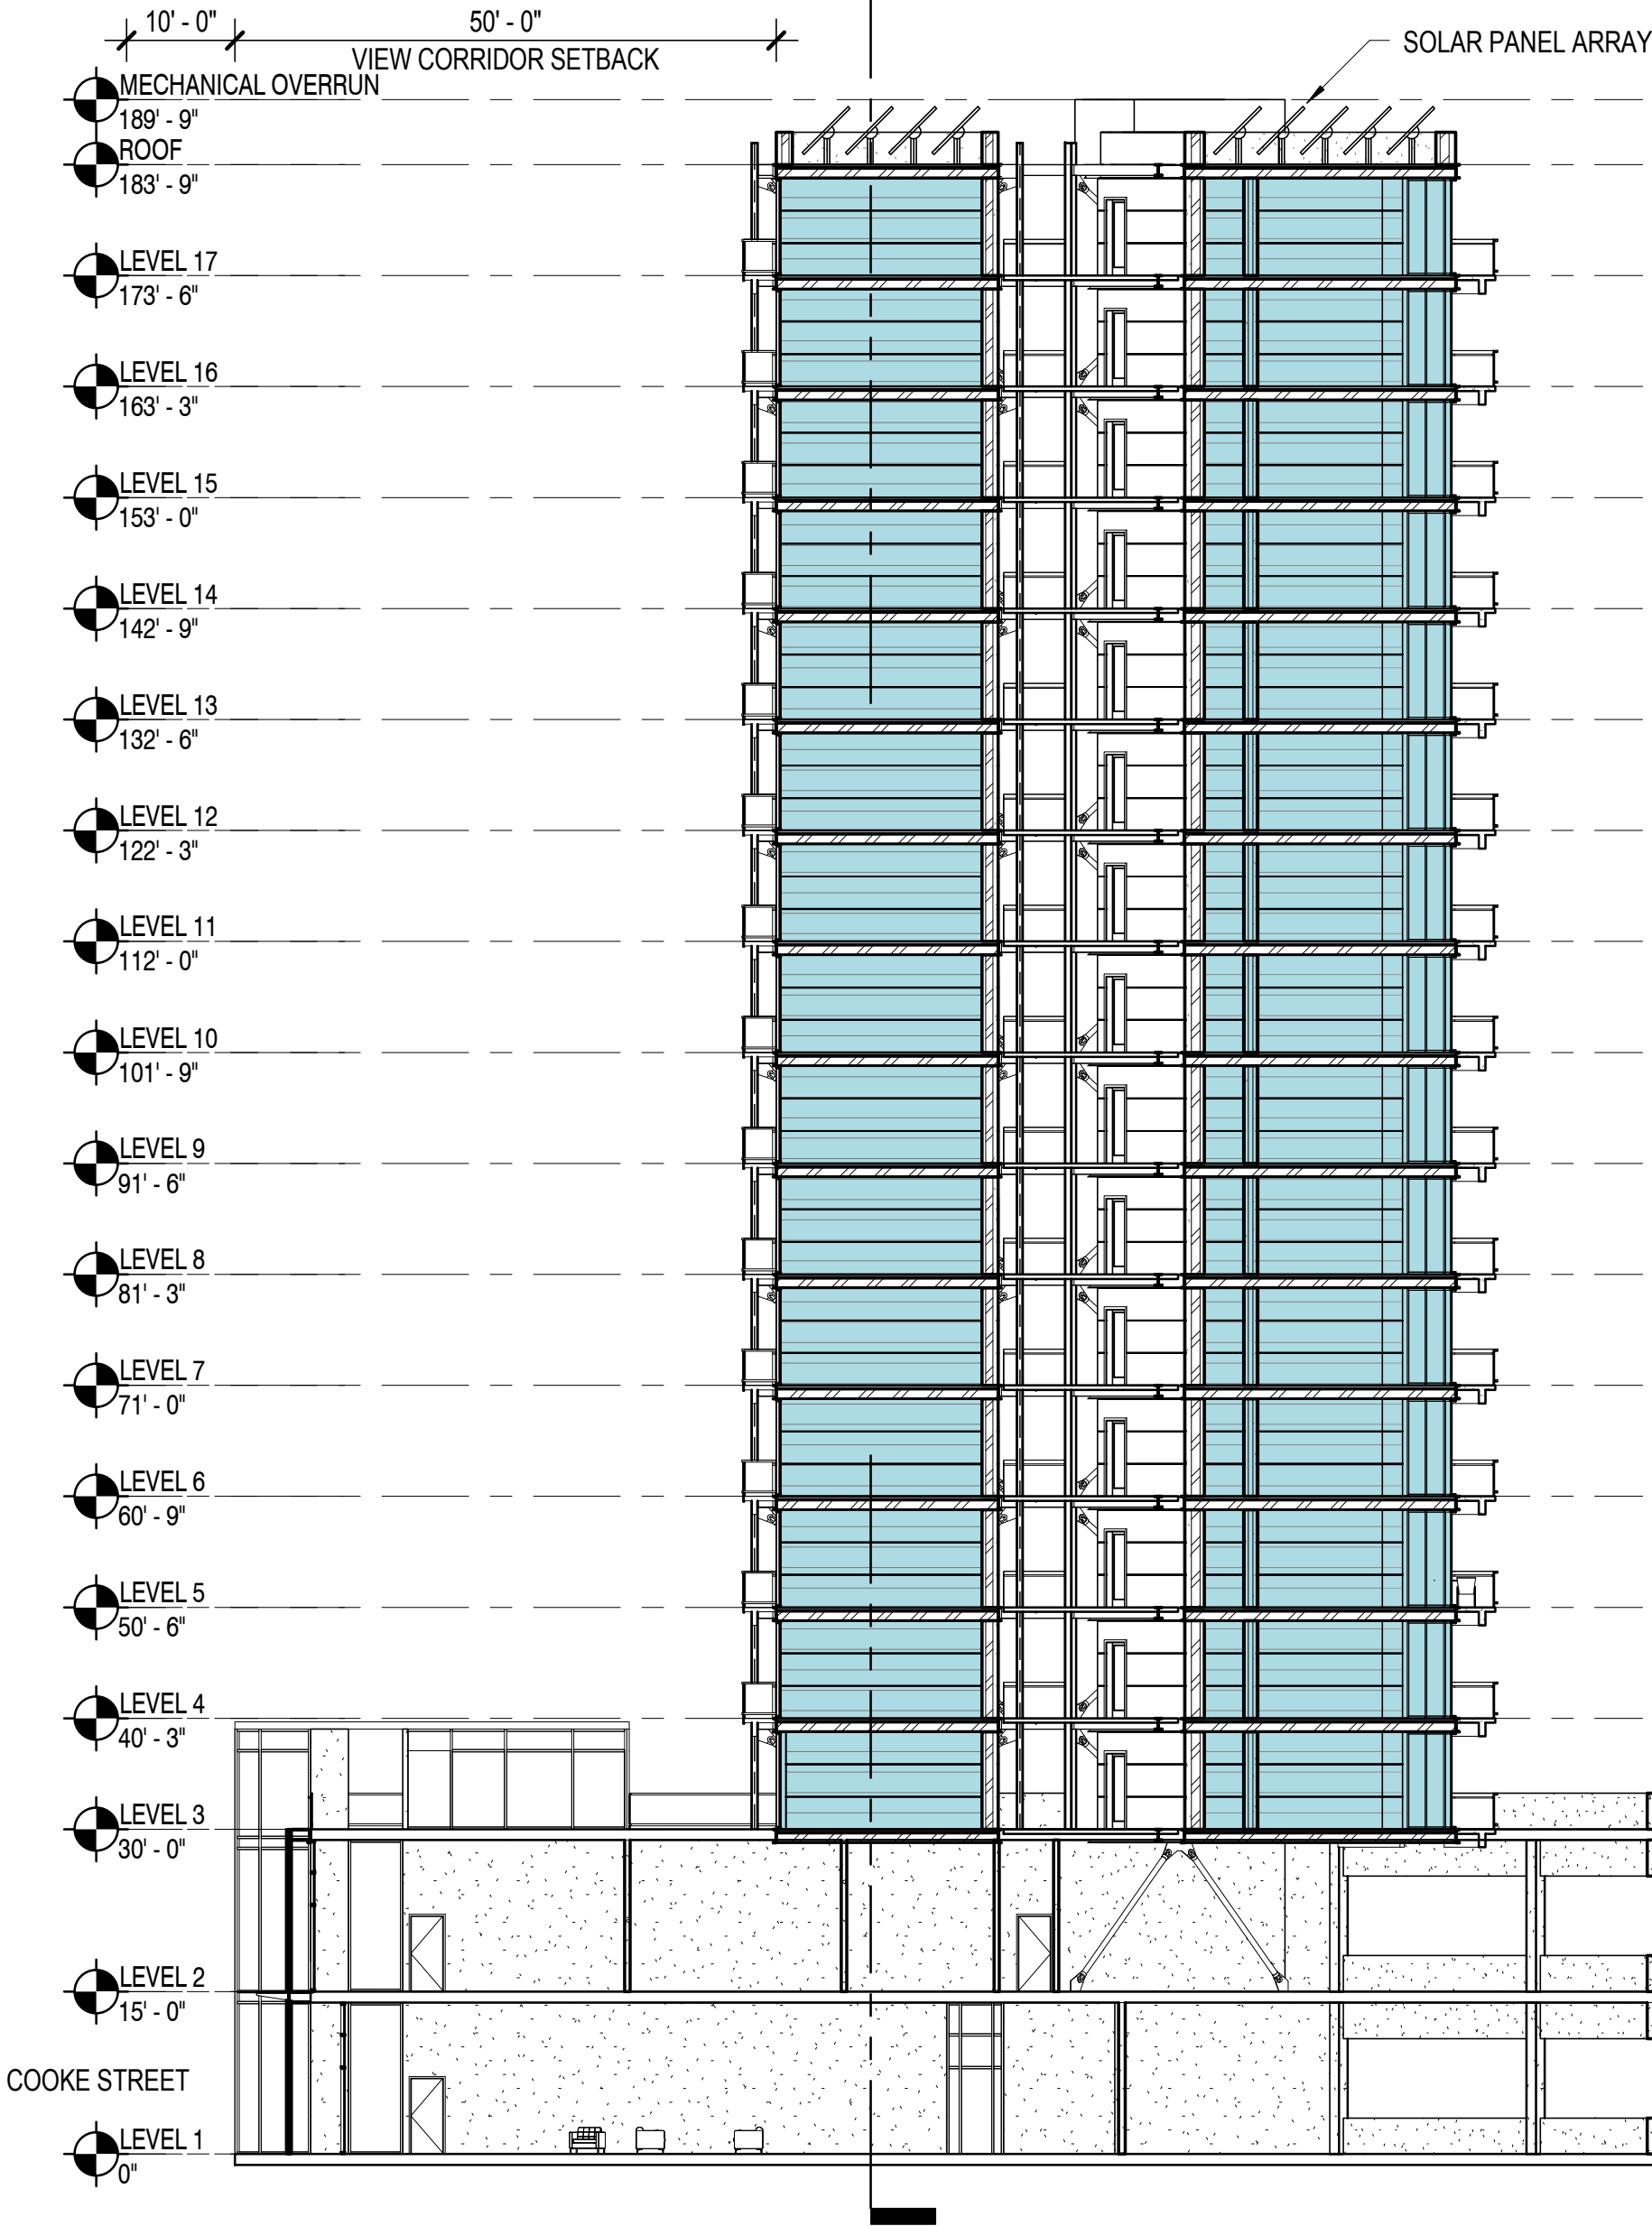 10' - 0"
50' - 0"
VIEW CORRIDOR SETBACK
SOLAR PANEL ARRAY
MECHANICAL OVERRUN
189' - 9"
ROOF
183' - 9"
LEVEL 17
173' - 6"
LEVEL 16
163' - 3"
LEVEL 15
153' - 0"
LEVEL 14
142' - 9"
LEVEL 13
132' - 6"
LEVEL 12
122' - 3"
LEVEL 11
112' - 0"
LEVEL 10
101' - 9"
LEVEL 9
91' - 6"
LEVEL 8
81' - 3"
LEVEL 7
71' - 0"
LEVEL 6
60' - 9"
LEVEL 5
50' - 6"
LEVEL 4
40' - 3"
LEVEL 3
30' - 0"
LEVEL 2
15' - 0"
COOKE STREET
LEVEL 1
0"